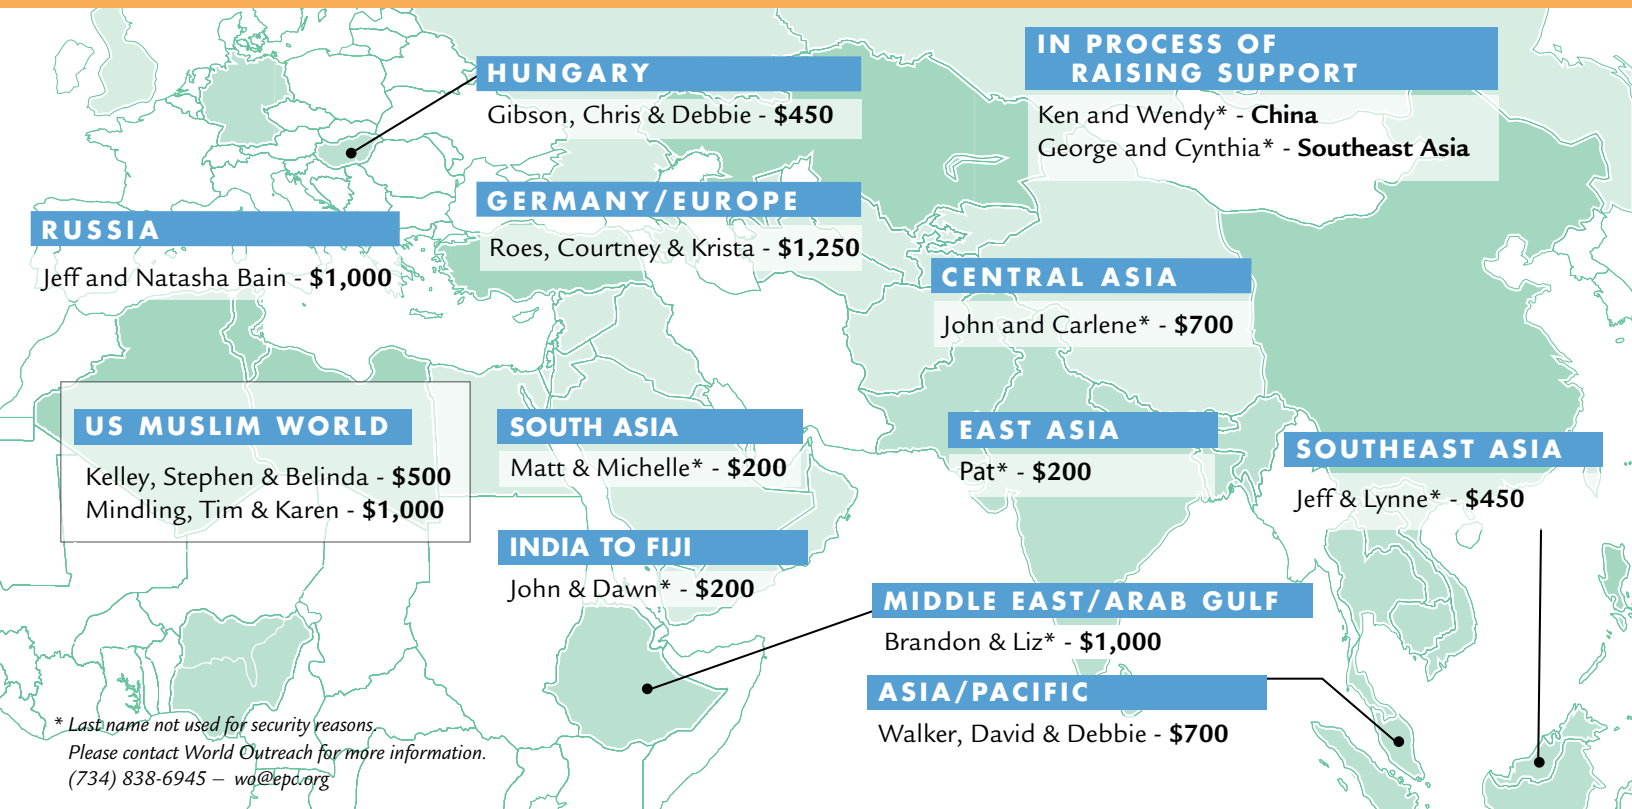 HUNGARY
Gibson, Chris & Debbie - $450
IN PROCESS OF
RAISING SUPPORT
Ken and Wendy* - China
George and Cynthia* - Southeast Asia
GERMANY/EUROPE
Roes, Courtney & Krista - $1,250
RUSSIA
Jeff and Natasha Bain - $1,000
CENTRAL ASIA
John and Carlene* - $700
US MUSLIM WORLD
Kelley, Stephen & Belinda - $500
Mindling, Tim & Karen - $1,000
SOUTH ASIA
Matt & Michelle* - $200
EAST ASIA
Pat* - $200
SOUTHEAST ASIA
Jeff & Lynne* - $450
INDIA TO FIJI
John & Dawn* - $200
MIDDLE EAST/ARAB GULF
Brandon & Liz* - $1,000
ASIA/PACIFIC
Walker, David & Debbie - $700
* Last name not used for security reasons.
Please contact World Outreach for more information.
(734) 838-6945 – wo@epc.org